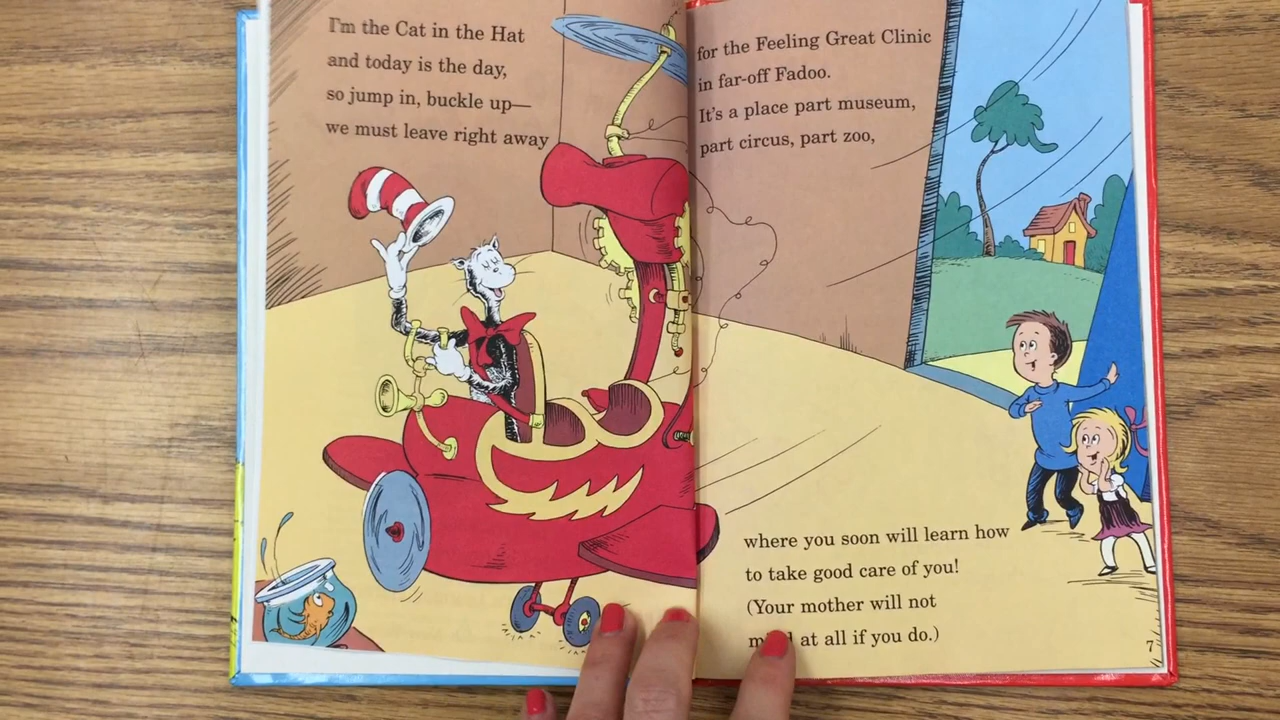 I'm the Cat in the Hat
and today is the day,
so jump in, buckle up—
we must leave right away
for the Feeling Great Clinic
in far-off Fadoo.
It's a place part museum,
part circus, part zoo,
where you soon will learn how
to take good care of you!
(Your mother will not
at all if you do.)
7